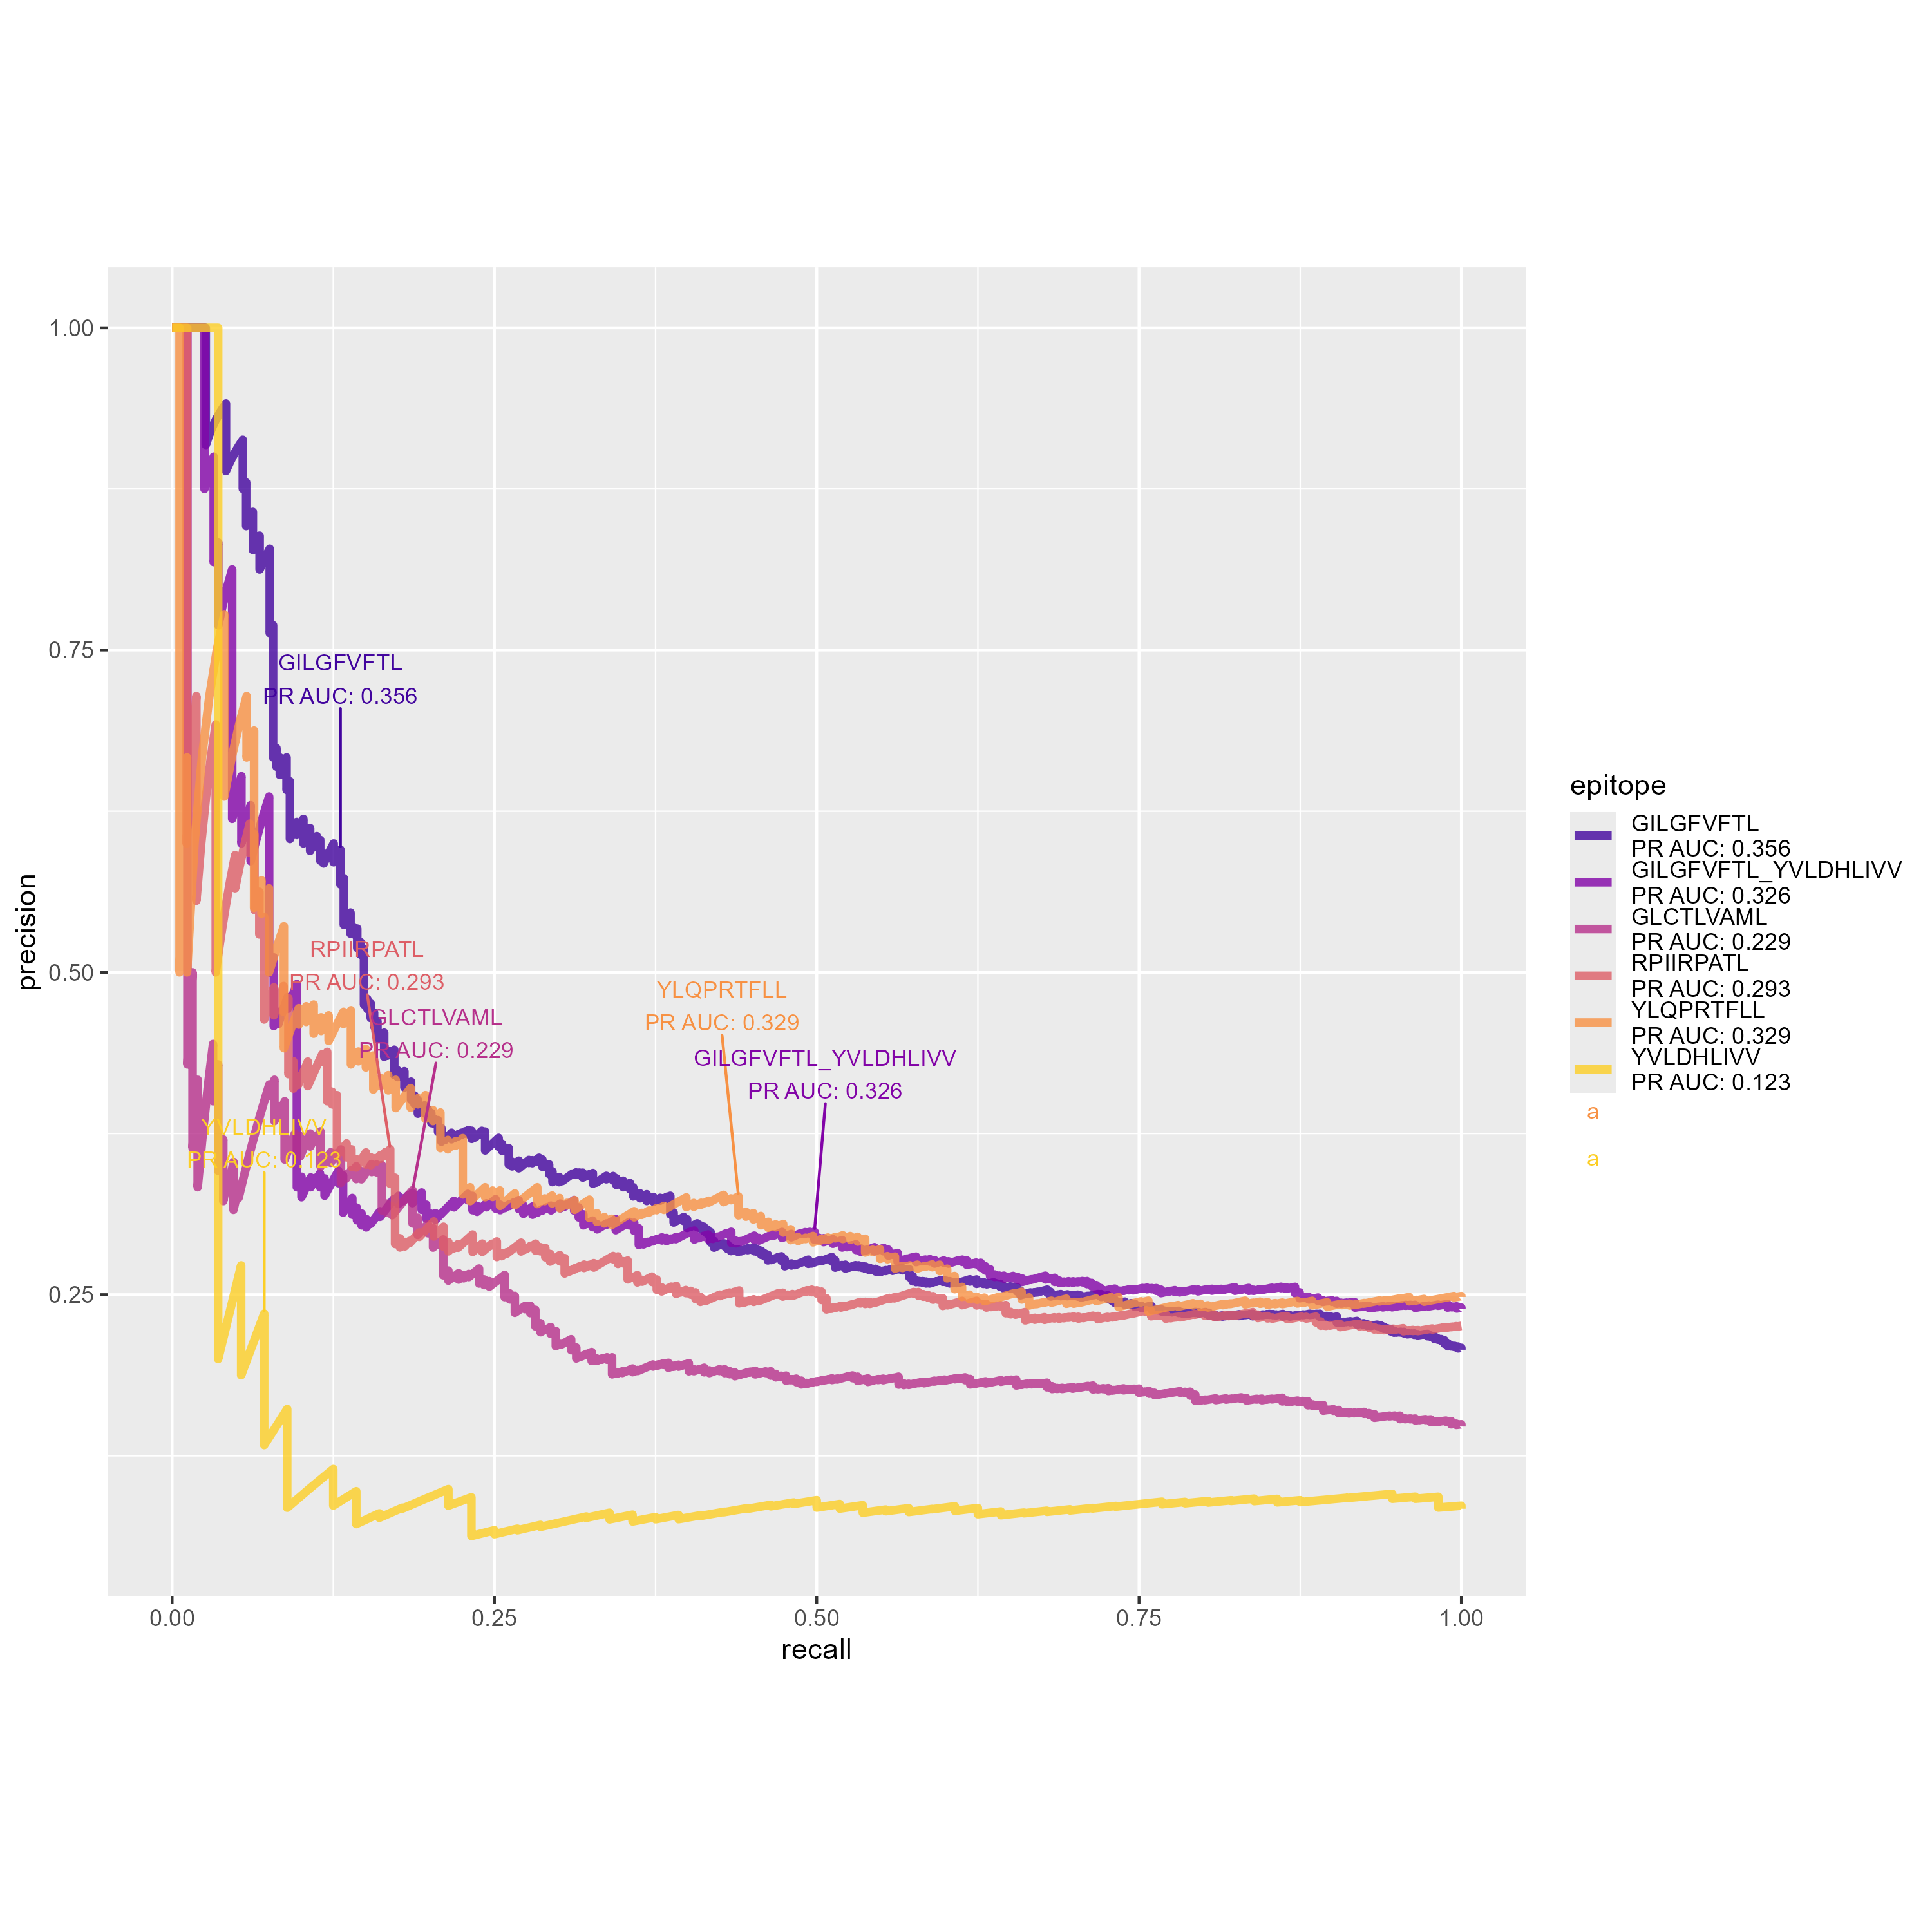 1.00
0.75
0.50
0.25
precision
0.00
0.25
0.50
0.75
1.00
recall
GILGFVFTL
PR AUC: 0.356
RPIIRPATL
PR AUC: 0.293
GLCTLVAML
PR AUC: 0.229
YLQPRTFLL
PR AUC: 0.329
GILGFVFTL_YVLDHLIVV
PR AUC: 0.326
YVLDHLIVV
PR AUC: 0.123
epitope
GILGFVFTL
PR AUC: 0.356
GILGFVFTL_YVLDHLIVV
PR AUC: 0.326
GLCTLVAML
PR AUC: 0.229
RPIIRPATL
PR AUC: 0.293
YLQPRTFLL
PR AUC: 0.329
YVLDHLIVV
PR AUC: 0.123
a
a